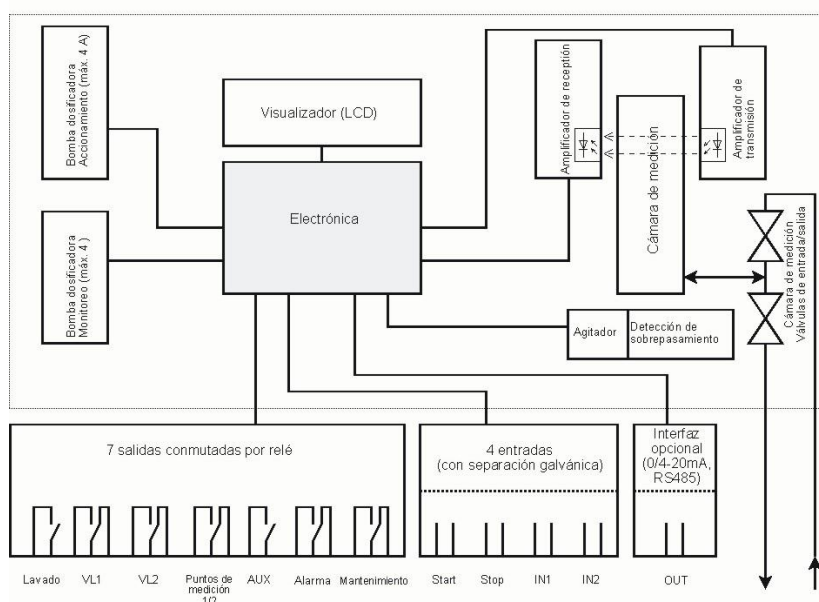 Bomba dosificadora
Accionamiento (máx. 4 A)
Visualizador (LCD)
Amplificador de receptión
Cámara de medición
Amplificador de
transmisión
Electrónica
Bomba dosificadora
Monitoreo (máx. 4 )
Cámara de medición
Válvulas de entrada/salida
Agitador
Detección de
sobrepasamiento
7 salidas conmutadas por relé
4 entradas
(con separación galvánica)
Interfaz
opcional
(0/4-20mA,
RS485)
Lavado
VL1
VL2
Puntos de
medición
1/2
AUX
Alarma
Mantenimiento
Start
Stop
IN1
IN2
OUT